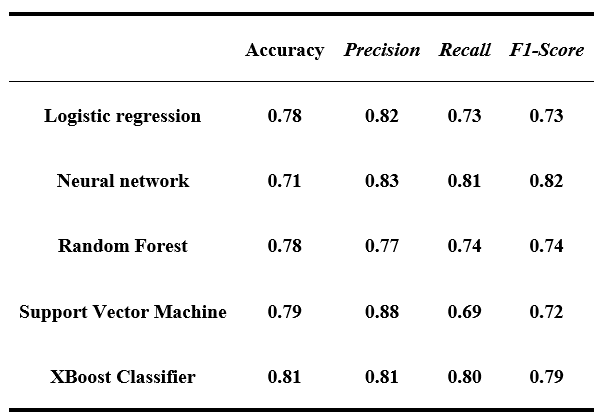 Accuracy Precision Recall F1-Score
Logistic regression 0.78 0.82 0.73 0.73
Neural network 0.71 0.83 0.81 0.82
Random Forest 0.78 0.77 0.74 0.74
Support Vector Machine 0.79 0.88 0.69 0.72
XBoost Classifier 0.81 0.81 0.80 0.79